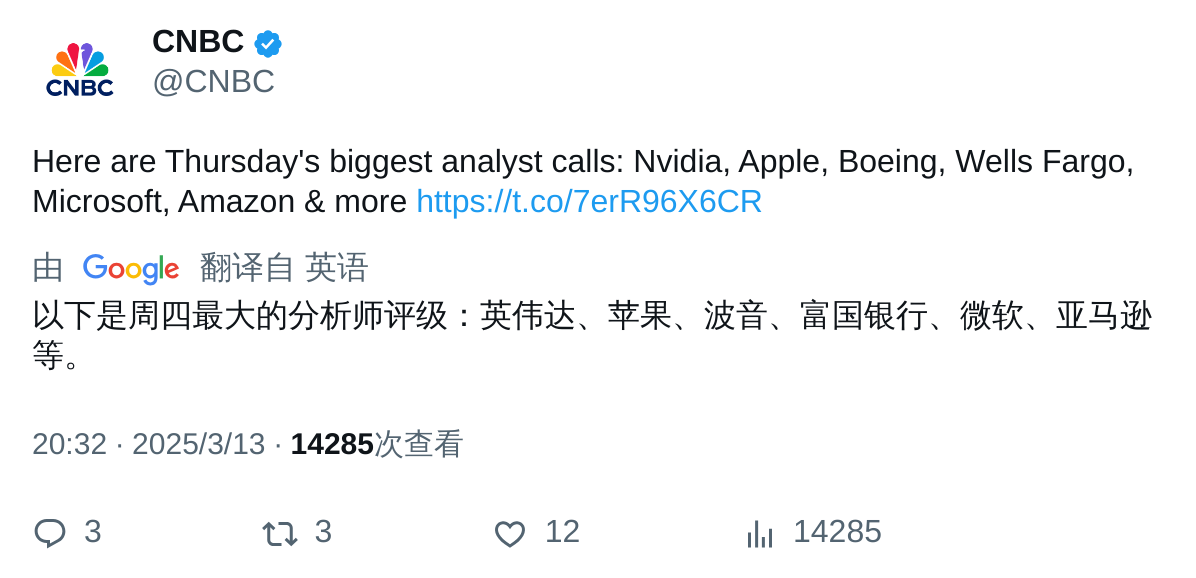 CNBC
CNBC
@CNBC
Here are Thursday's biggest analyst calls: Nvidia, Apple, Boeing, Wells Fargo,
Microsoft, Amazon & more https://t.co/7erR96X6CR
由 Google 翻译自 英语
以下是周四最大的分析师评级：英伟达、苹果、波音、富国银行、微软、亚马逊
等。
20:32 · 2025/3/13 · 14285次查看
3 3 12 14285